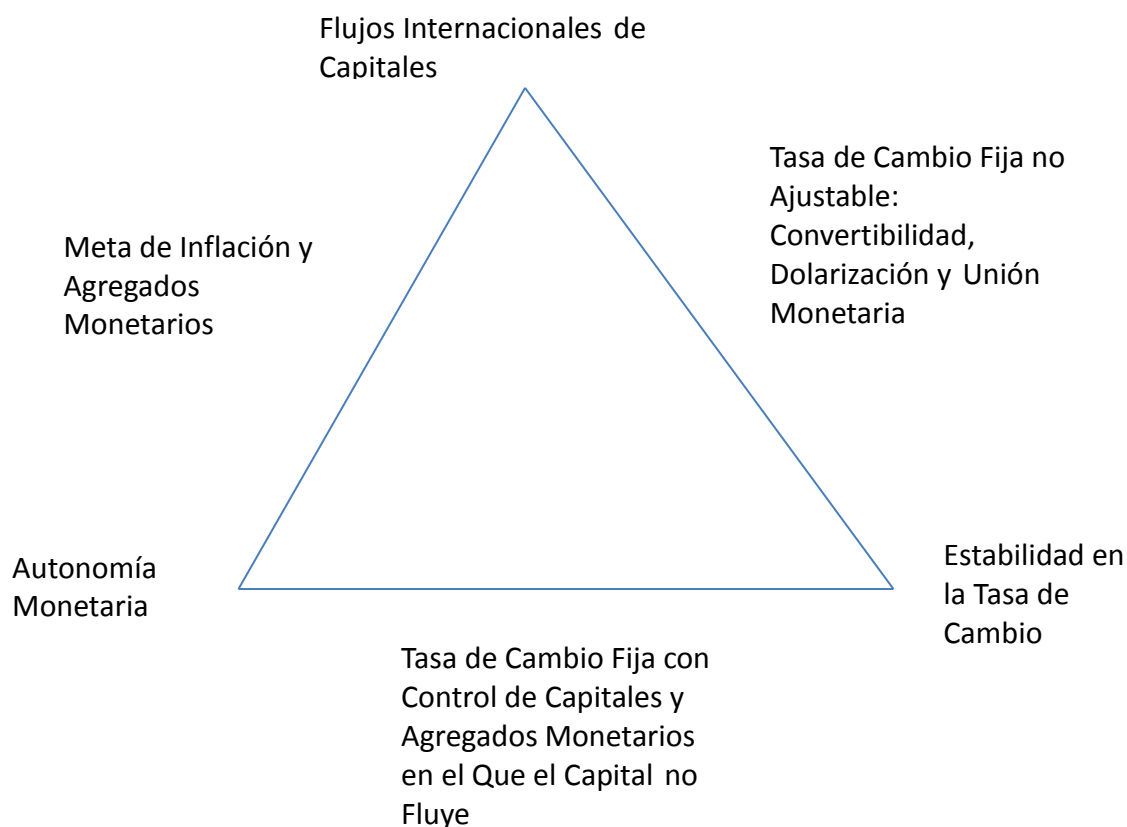 Flujos Internacionales de
Capitales
Tasa de Cambio Fija no
Ajustable:
Convertibilidad,
Dolarización y Unión
Monetaria
Meta de Inflación y
Agregados
Monetarios
Autonomía
Monetaria
Estabilidad en
la Tasa de
Cambio
Tasa de Cambio Fija con
Control de Capitales y
Agregados Monetarios
en el Que el Capital no
Fluye